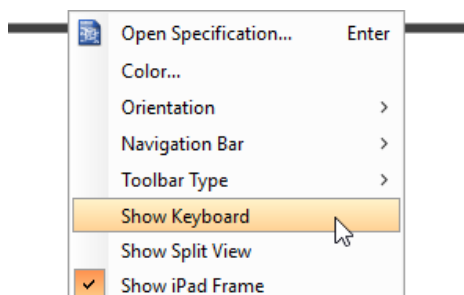 Open Specification... Enter
Color...
Orientation
Navigation Bar
Toolbar Type
Show Keyboard
Show Split View
Show iPad Frame